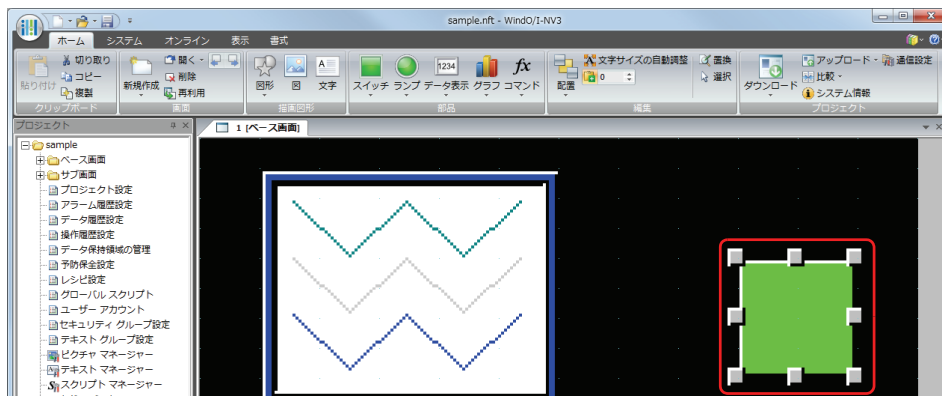 sample.nft - WindO/I-NV3
ホーム システム オンライン 表示 書式
切り取り
コピー
複製
貼り付け
クリップボード
新規作成
開く
削除
再利用
画面
図形 図 文字
描画図形
1234
fx
スイッチ ランプ データ表示 グラフ コマンド
部品
配置
文字サイズの自動調整
0
置換
選択
編集
ダウンロード
アップロード
比較
システム情報
通信設定
プロジェクト
プロジェクト
1 [ベース画面]
sample
ベース画面
サブ画面
プロジェクト設定
アラーム履歴設定
データ履歴設定
操作履歴設定
データ保持領域の管理
予防保全設定
レシピ設定
グローバル スクリプト
ユーザー アカウント
セキュリティ グループ設定
テキスト グループ設定
ピクチャ マネージャー
テキスト マネージャー
スクリプト マネージャー